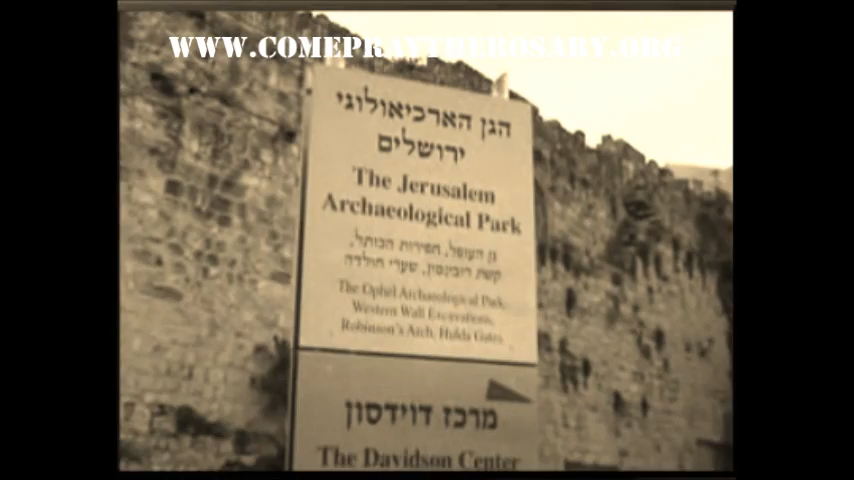 WWW.COMEPRAYTHEROSARY.ORG
הגן הארכיאולוגי
ירושלים
The Jerusalem
Archaeological Park
גן העופל, חפירות הכותל,
קשת רובינסון, שערי חולדה
The Ophel Archaeological Park,
Western Wall Excavations,
Robinson's Arch, Hulda Gates
מרכז דוידסון
The Davidson Center